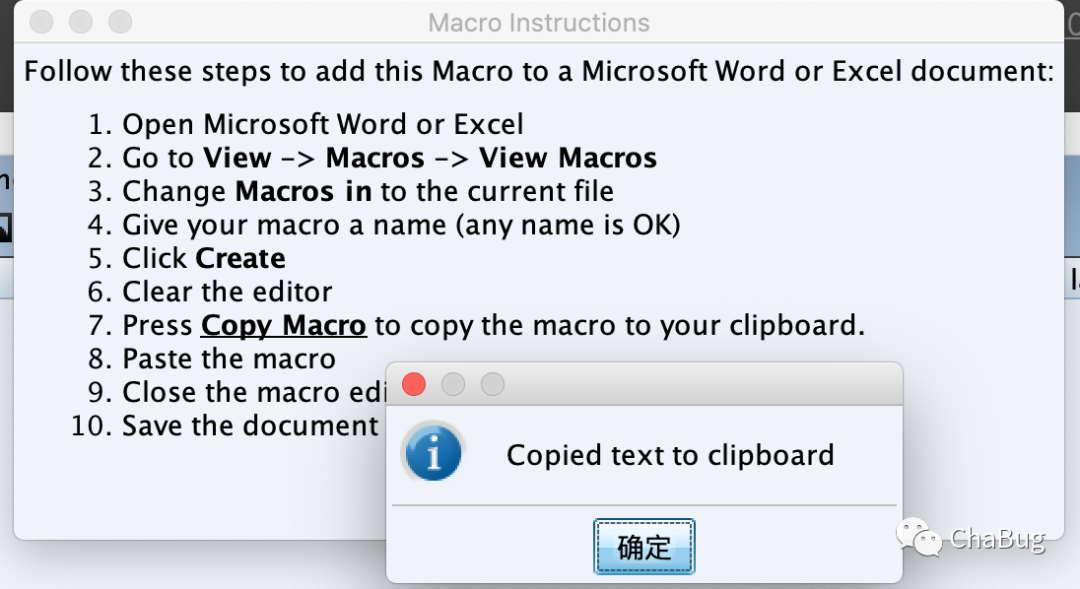 Macro Instructions
Follow these steps to add this Macro to a Microsoft Word or Excel document:
1. Open Microsoft Word or Excel
2. Go to View -> Macros -> View Macros
3. Change Macros in to the current file
4. Give your macro a name (any name is OK)
5. Click Create
6. Clear the editor
7. Press Copy Macro to copy the macro to your clipboard.
8. Paste the macro
9. Close the macro edi
10. Save the document
Copied text to clipboard
确定
ChaBug